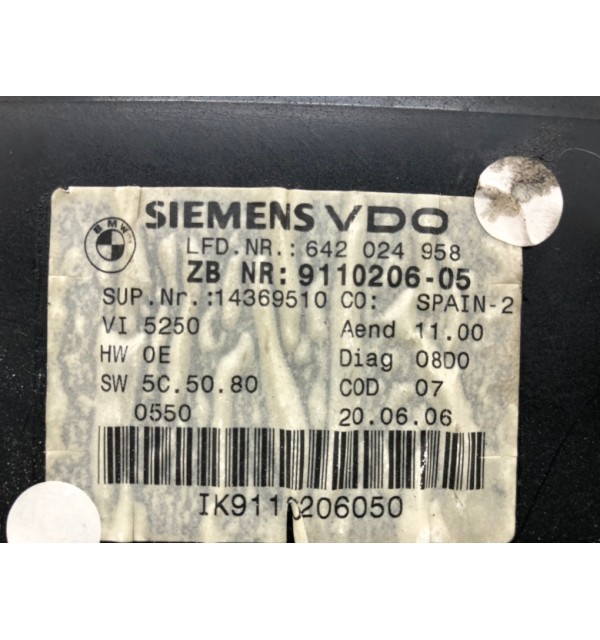 SIEMENS VDO
BMW
LFD.NR.: 642 024 958
ZB NR: 9110206-05
SUP.Nr.:14369510 CO: SPAIN-2
VI 5250 Aend 11.00
HW 0E Diag 08D0
SW 5C.50.80 COD 07
0550 20.06.06
IK9110206050